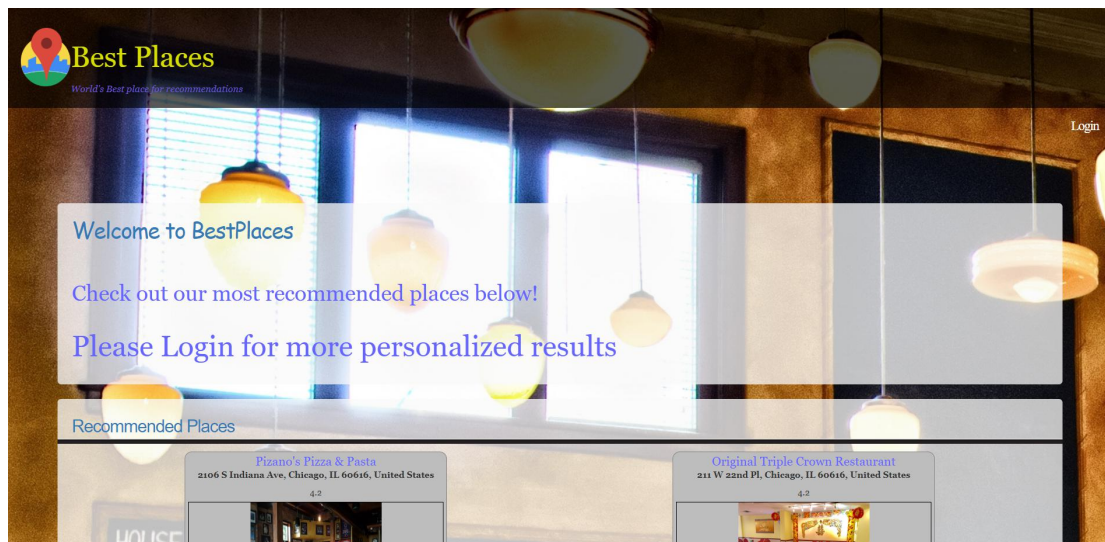 Best Places
World's Best place for recommendations
Login
Welcome to BestPlaces
Check out our most recommended places below!
Please Login for more personalized results
Recommended Places
Pizano's Pizza & Pasta
2106 S Indiana Ave, Chicago, IL 60616, United States
4.2
Original Triple Crown Restaurant
211 W 22nd Pl, Chicago, IL 60616, United States
4.2
HOUSE